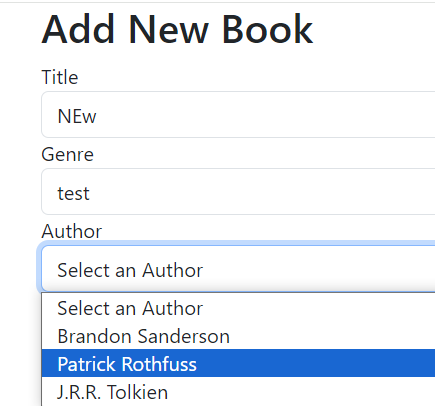 Add New Book
Title
NEw
Genre
test
Author
Select an Author
Select an Author
Brandon Sanderson
Patrick Rothfuss
J.R.R. Tolkien